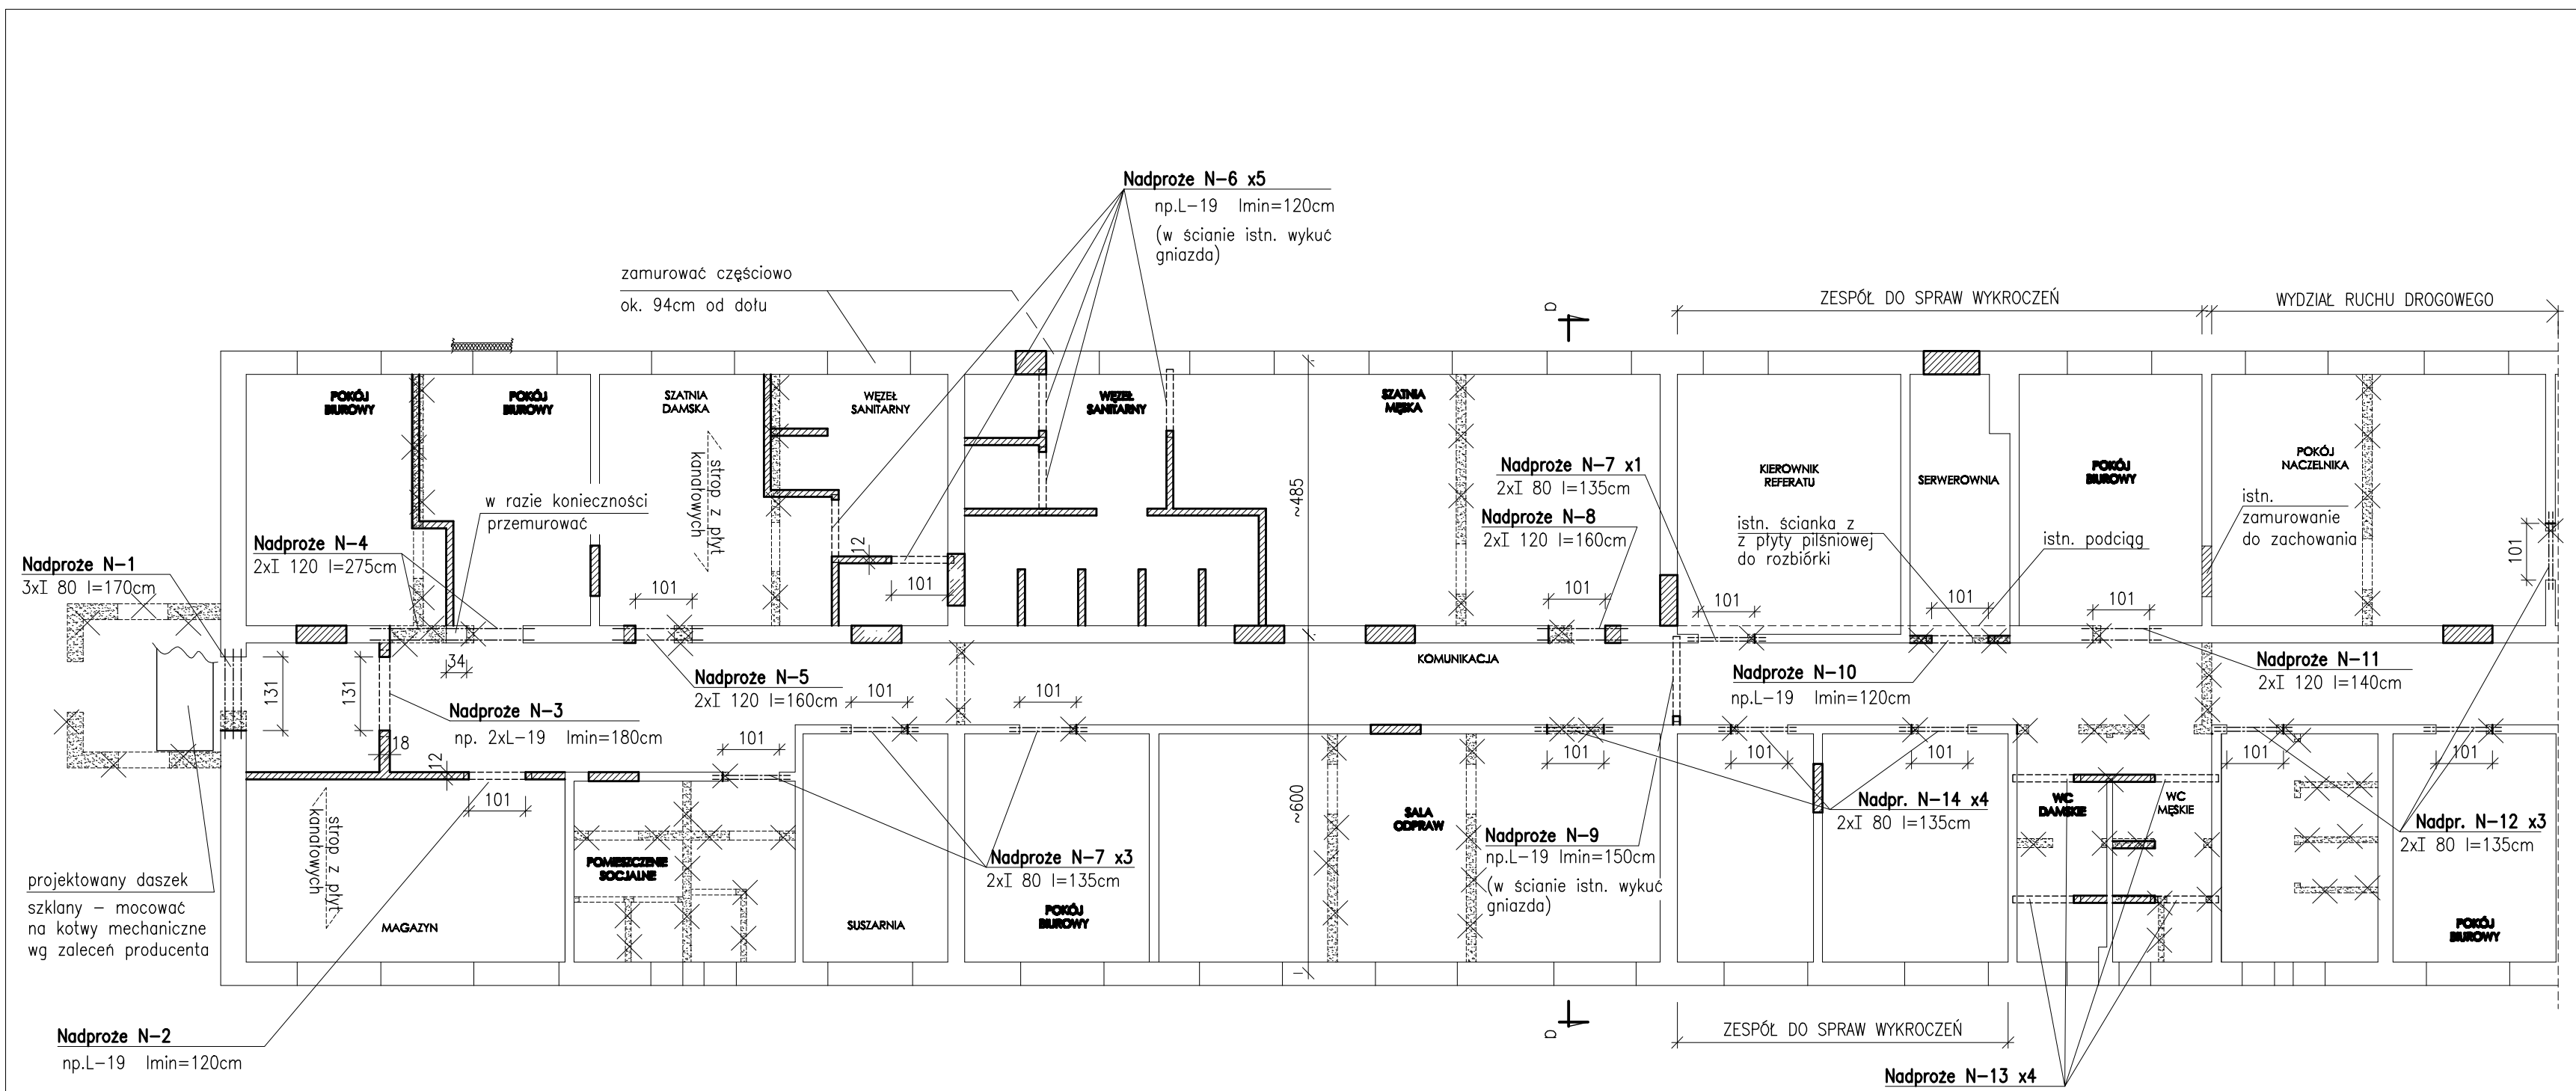 Nadproże N-6 x5
np.L-19 lmin=120cm
(w ścianie istn. wykuć
gniazda)
zamurować częściowo
ok. 94cm od dołu
D
ZESPÓŁ DO SPRAW WYKROCZEŃ
WYDZIAŁ RUCHU DROGOWEGO
POKÓJ
BIUROWY
POKÓJ
BIUROWY
SZATNIA
DAMSKA
WĘZEŁ
SANITARNY
WĘZEŁ
SANITARNY
SZATNIA
MĘSKA
KIEROWNIK
REFERATU
SERWEROWNIA
POKÓJ
BIUROWY
POKÓJ
NACZELNIKA
strop z płyt
kanałowych
w razie konieczności
przemurować
Nadproże N-7 x1
2xI 80 l=135cm
Nadproże N-8
2xI 120 l=160cm
istn. ścianka z
z płyty pilśniowej
do rozbiórki
istn. podciąg
istn.
zamurowanie
do zachowania
~485
Nadproże N-4
2xI 120 l=275cm
Nadproże N-1
3xI 80 l=170cm
12
101
101
101
101
101
101
101
34
131
131
KOMUNIKACJA
Nadproże N-5
2xI 120 l=160cm
Nadproże N-10
np.L-19 lmin=120cm
Nadproże N-11
2xI 120 l=140cm
Nadproże N-3
np. 2xL-19 lmin=180cm
101
101
18
12
101
101
101
101
101
101
101
101
~600
strop z płyt
kanałowych
SALA
ODPRAW
WC
DAMSKIE
WC
MĘSKIE
Nadpr. N-14 x4
2xI 80 l=135cm
Nadpr. N-12 x3
2xI 80 l=135cm
Nadproże N-9
np.L-19 lmin=150cm
(w ścianie istn. wykuć
gniazda)
Nadproże N-7 x3
2xI 80 l=135cm
POMIESZCZENIE
SOCJALNE
projektowany daszek
szklany – mocować
na kotwy mechaniczne
wg zaleceń producenta
MAGAZYN
SUSZARNIA
POKÓJ
BIUROWY
POKÓJ
BIUROWY
Nadproże N-2
np.L-19 lmin=120cm
D
ZESPÓŁ DO SPRAW WYKROCZEŃ
Nadproże N-13 x4